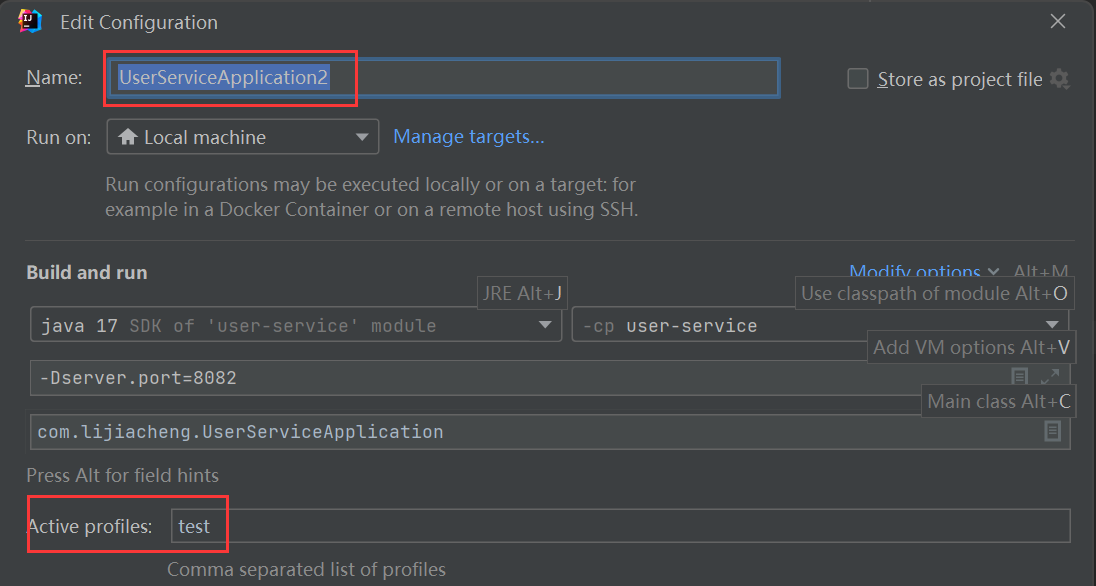 Edit Configuration
Name: UserServiceApplication2 Store as project file
Run on: Local machine Manage targets...
Run configurations may be executed locally or on a target: for
example in a Docker Container or on a remote host using SSH.
Build and run Modify options Alt+M
JRE Alt+J Use classpath of module Alt+O
java 17 SDK of 'user-service' module -cp user-service
Add VM options Alt+V
-Dserver.port=8082
Main class Alt+C
com.lijiacheng.UserServiceApplication
Press Alt for field hints
Active profiles: test
Comma separated list of profiles